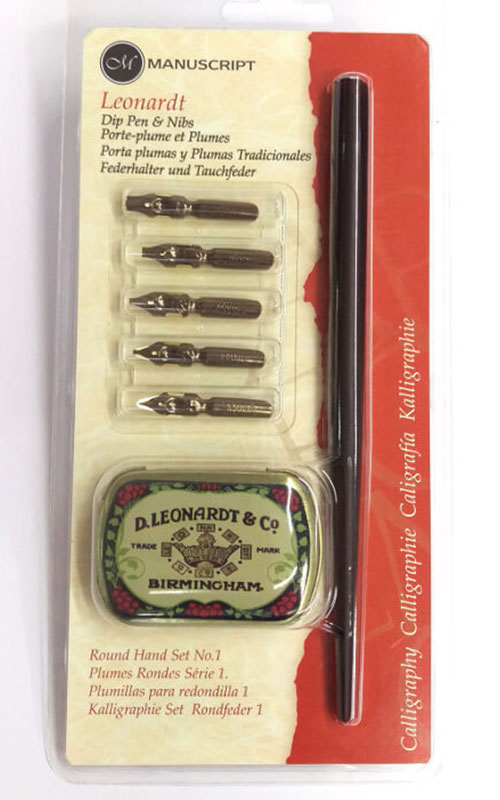 M MANUSCRIPT
Leonardt
Dip Pen & Nibs
Porte-plume et Plumes
Porta plumas y Plumas Tradicionales
Federhalter und Tauchfeder
D. LEONARDT & Co
TRADE MARK
BIRMINGHAM.
Round Hand Set No.1
Plumes Rondes Série 1.
Plumillas para redondilla 1
Kalligraphie Set Rondfeder 1
Calligraphy Calligraphie Caligrafía Kalligraphie